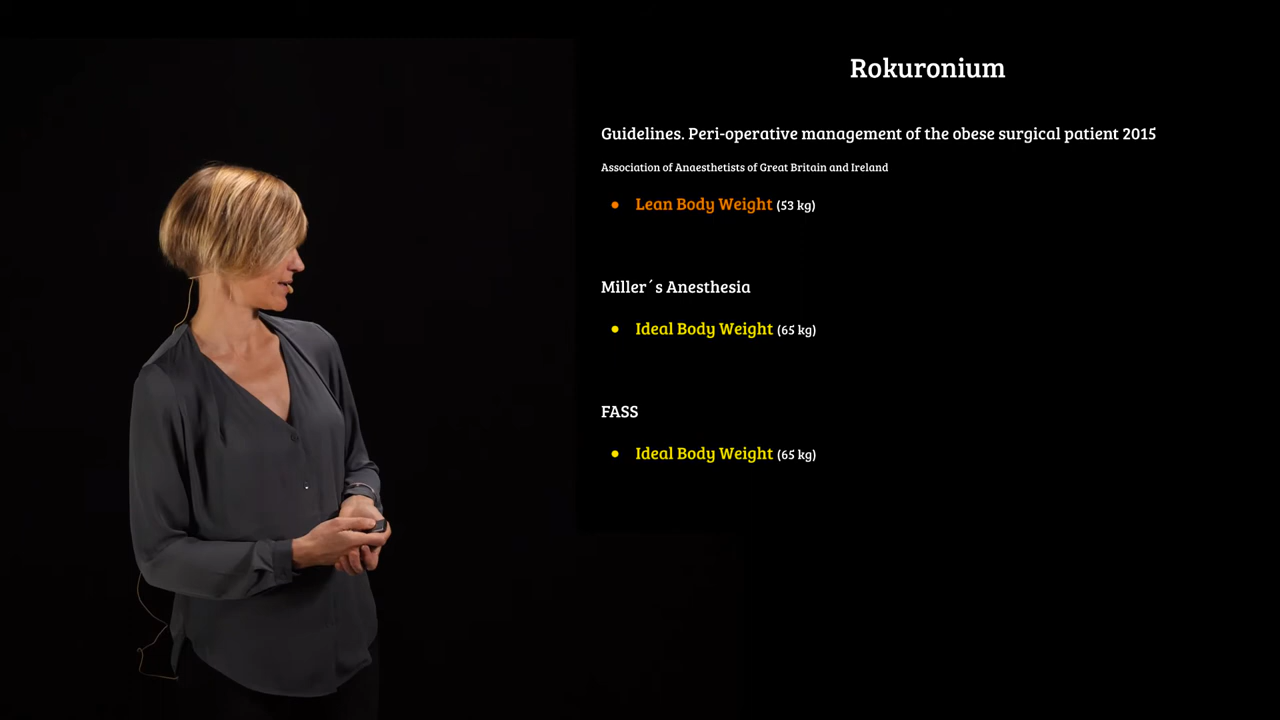 Rokuronium
Guidelines. Peri-operative management of the obese surgical patient 2015
Association of Anaesthetists of Great Britain and Ireland
• Lean Body Weight (53 kg)
Miller´s Anesthesia
• Ideal Body Weight (65 kg)
FASS
• Ideal Body Weight (65 kg)